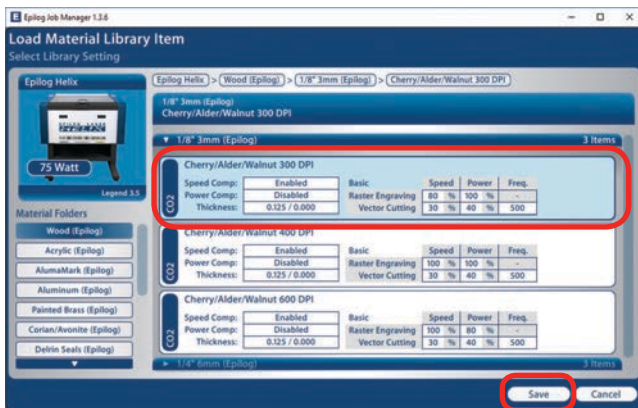 Epilog Job Manager 1.3.6
Load Material Library Item
Select Library Setting
Epilog Helix
75 Watt
Legend 3.5
Material Folders
Wood (Epilog)
Acrylic (Epilog)
AlumaMark (Epilog)
Aluminum (Epilog)
Painted Brass (Epilog)
Corian/Avonite (Epilog)
Delrin Seals (Epilog)
Epilog Helix > Wood (Epilog) > 1/8" 3mm (Epilog) > Cherry/Alder/Walnut 300 DPI
1/8" 3mm (Epilog)
Cherry/Alder/Walnut 300 DPI
1/8" 3mm (Epilog) 3 Items
CO2
Cherry/Alder/Walnut 300 DPI
Speed Comp: Enabled Basic Speed Power Freq.
Power Comp: Disabled Raster Engraving 80 % 100 % -
Thickness: 0.125 / 0.000 Vector Cutting 30 % 40 % 500
CO2
Cherry/Alder/Walnut 400 DPI
Speed Comp: Enabled Basic Speed Power Freq.
Power Comp: Disabled Raster Engraving 100 % 100 % -
Thickness: 0.125 / 0.000 Vector Cutting 30 % 40 % 500
CO2
Cherry/Alder/Walnut 600 DPI
Speed Comp: Enabled Basic Speed Power Freq.
Power Comp: Disabled Raster Engraving 100 % 80 % -
Thickness: 0.125 / 0.000 Vector Cutting 30 % 40 % 500
1/4" 6mm (Epilog) 3 Items
Save Cancel